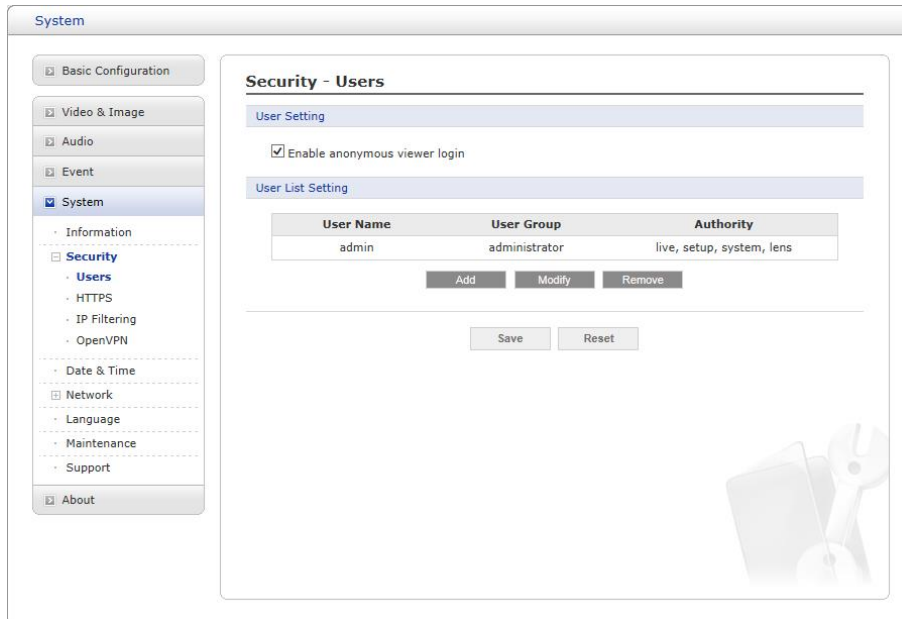 System
Basic Configuration
Video & Image
Audio
Event
System
Information
Security
Users
HTTPS
IP Filtering
OpenVPN
Date & Time
Network
Language
Maintenance
Support
About
Security - Users
User Setting
Enable anonymous viewer login
User List Setting
User Name User Group Authority
admin administrator live, setup, system, lens
Add Modify Remove
Save Reset